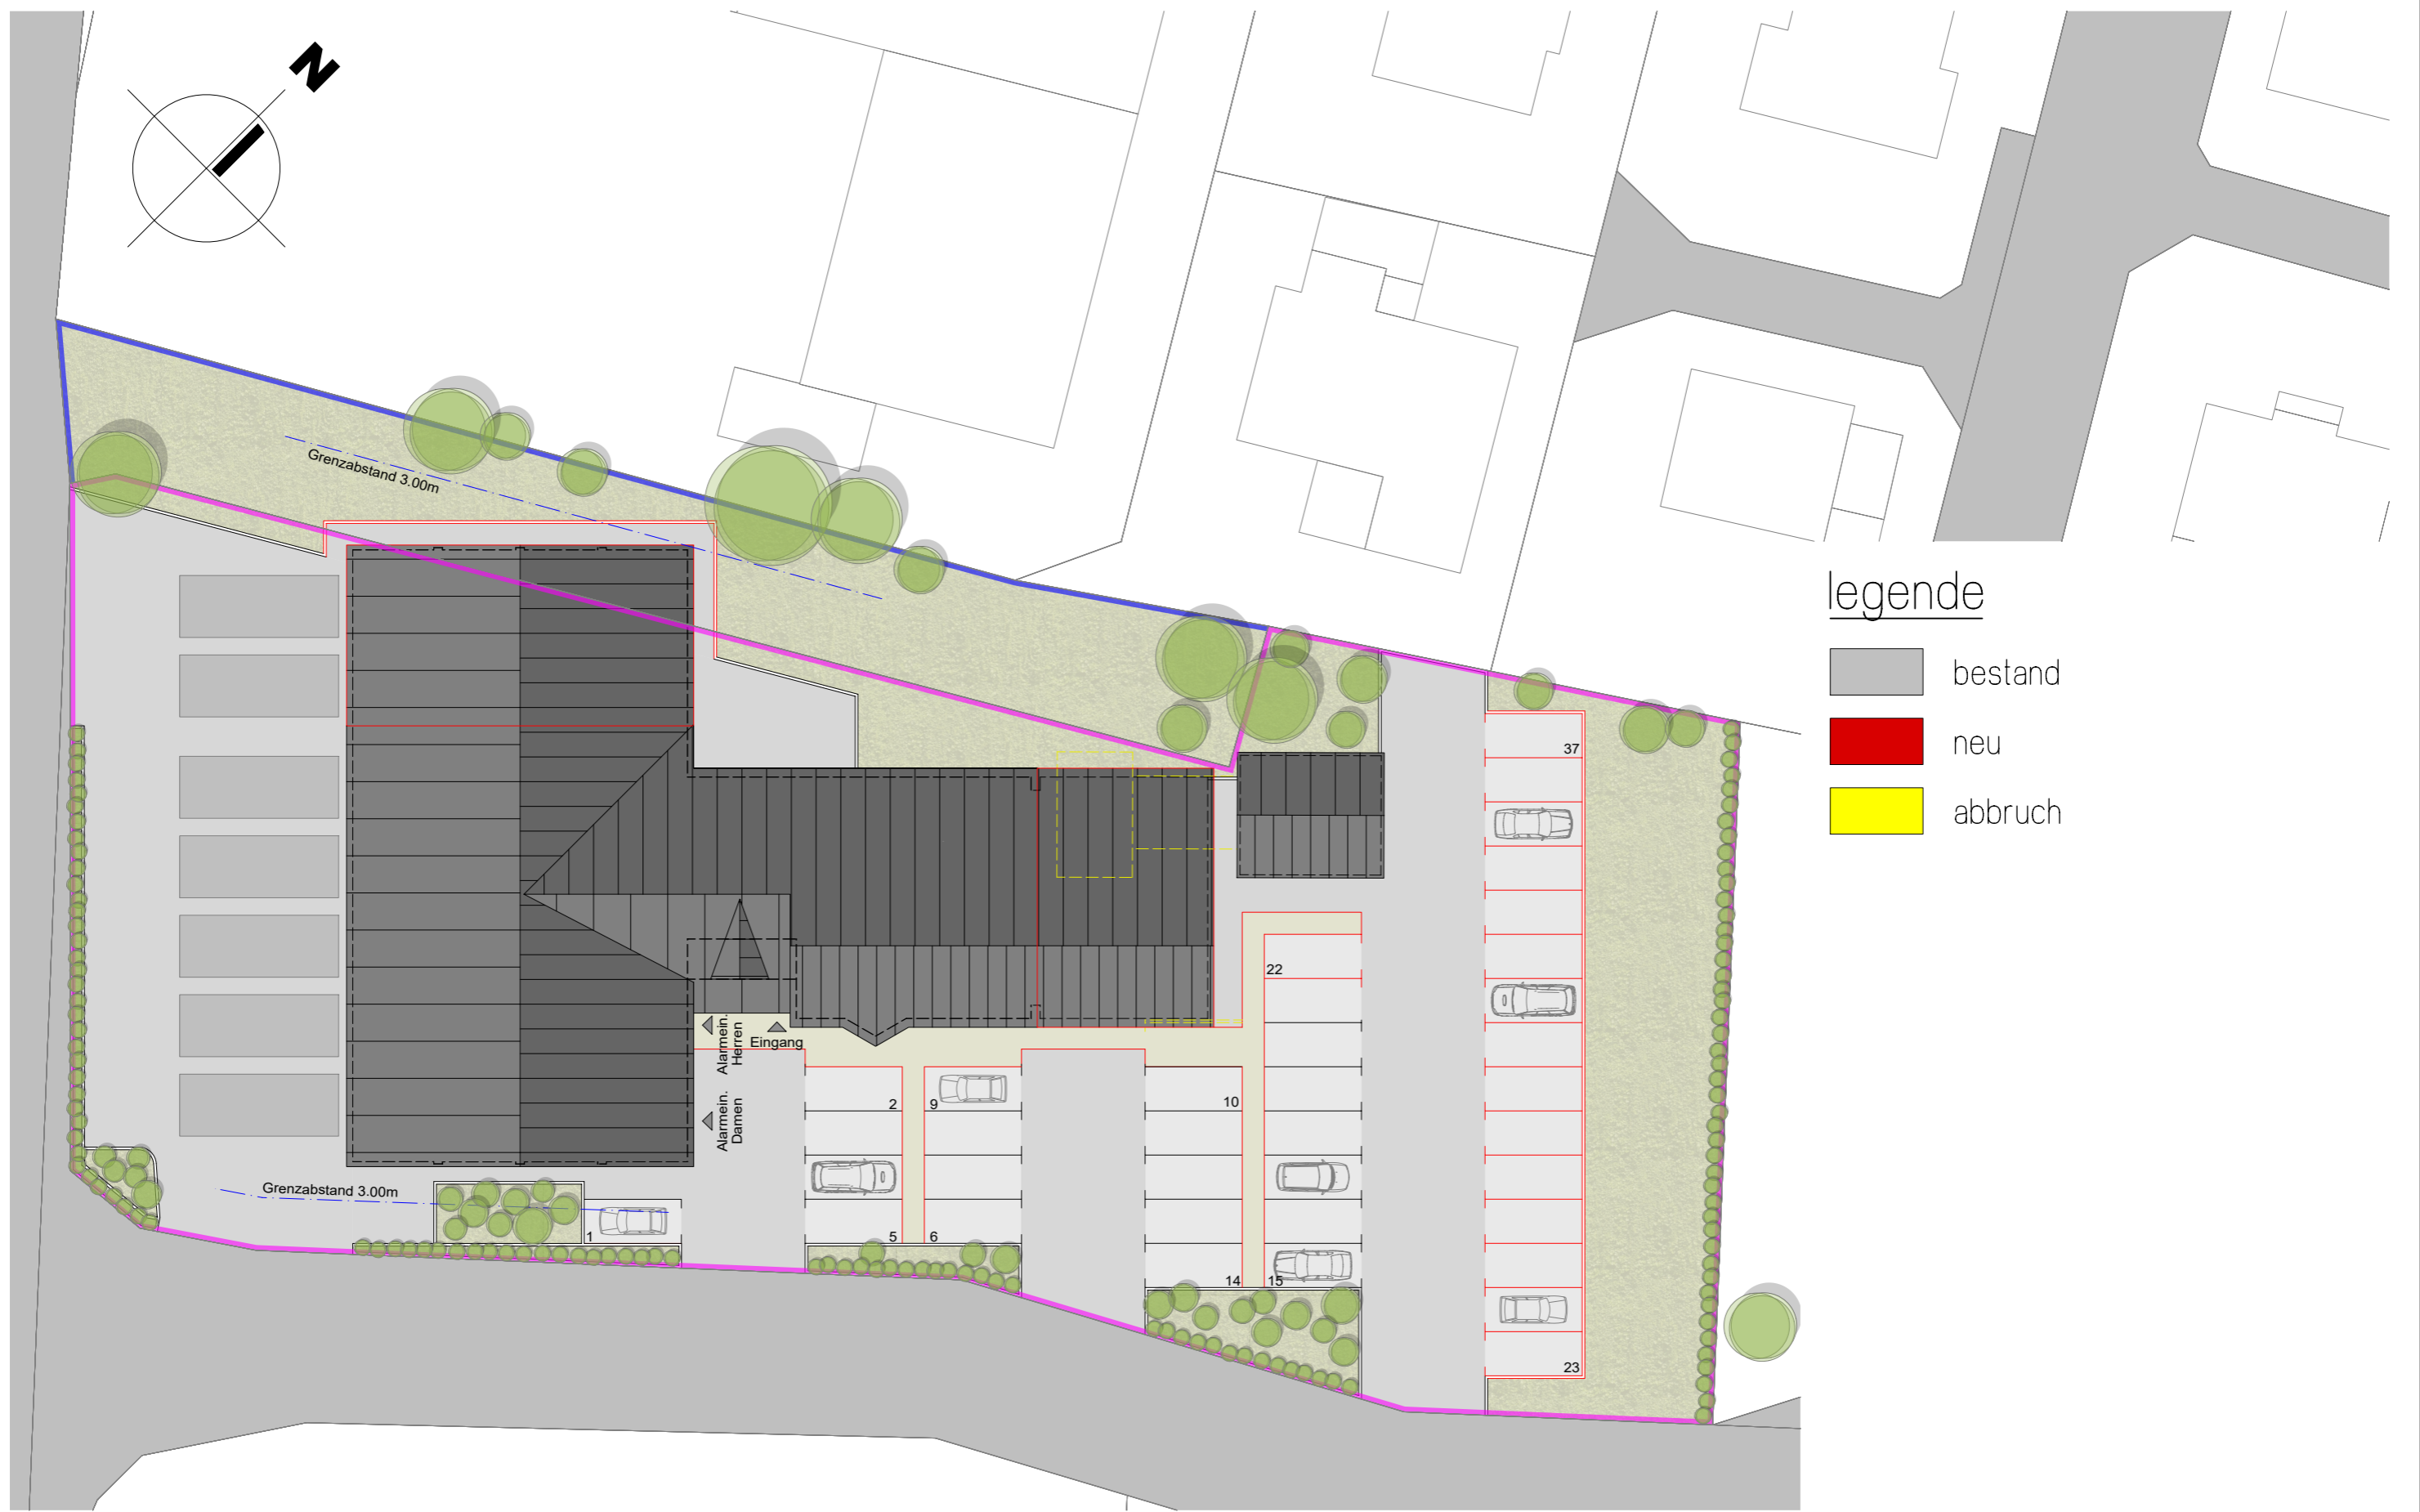 N
Grenzabstand 3.00m
legende
bestand
neu
abbruch
37
22
Alarmein.
Herren
Eingang
Alarmein.
Damen
2
9
10
Grenzabstand 3.00m
1
5
6
14
15
23